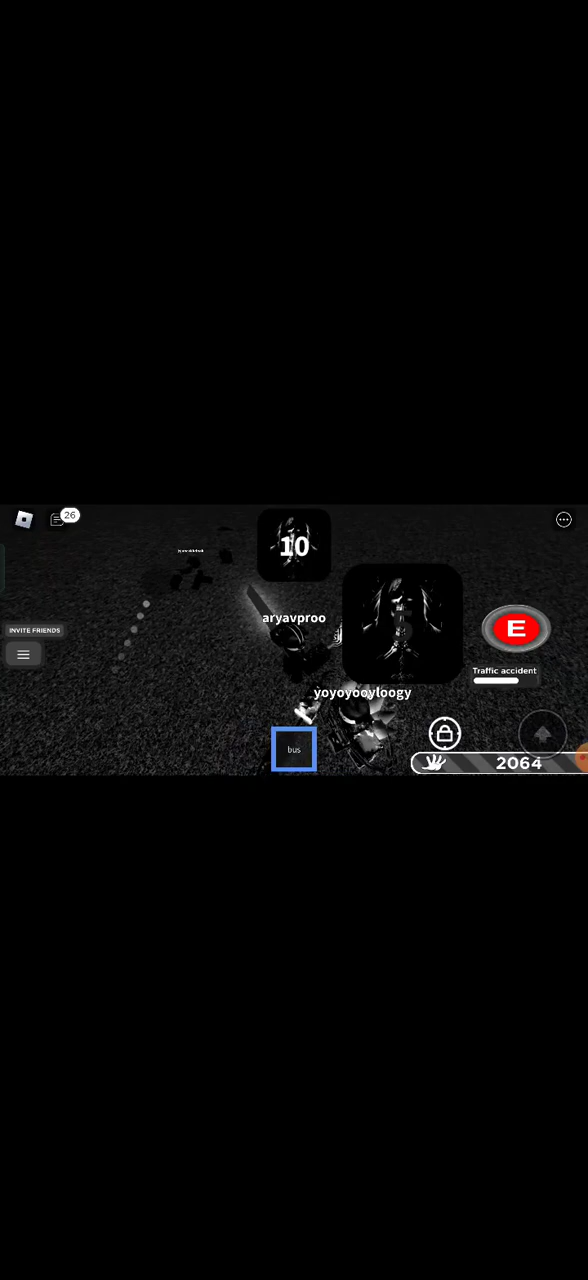 26
10
aryavproo
E
INVITE FRIENDS
Traffic accident
yoyoyooyloogy
bus
2064